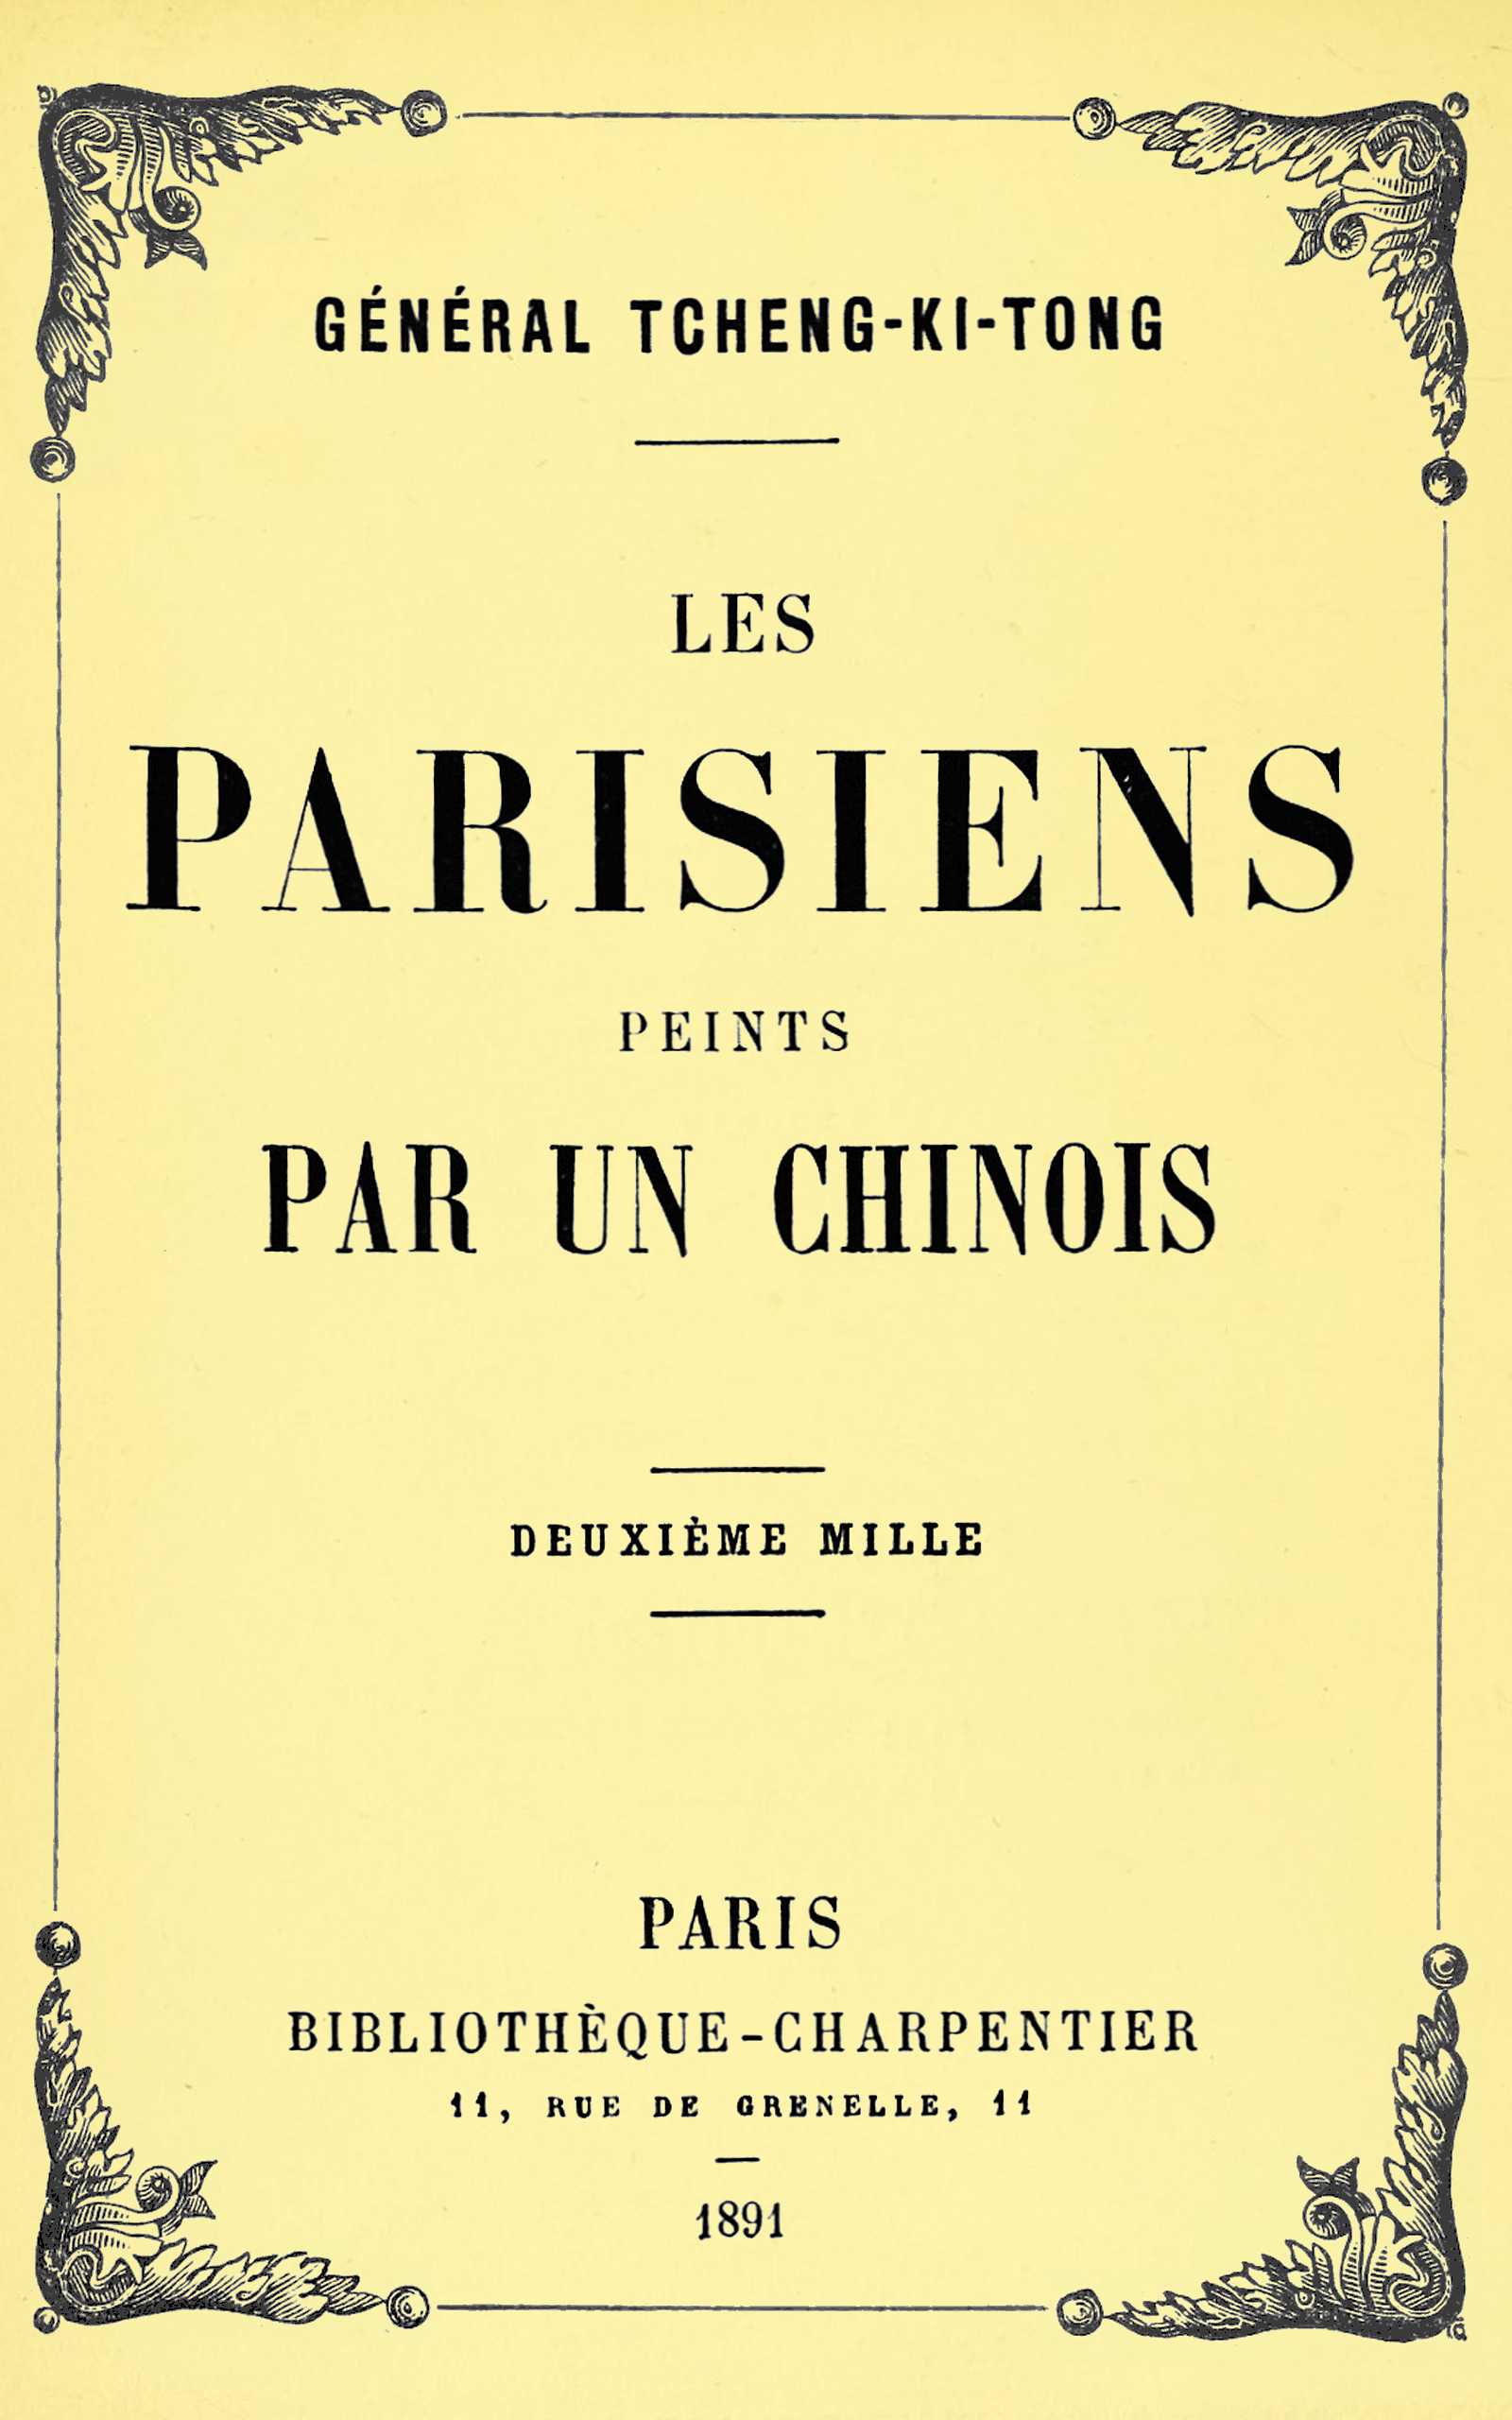 GÉNÉRAL TCHENG-KI-TONG
LES
PARISIENS
PEINTS
PAR UN CHINOIS
DEUXIÈME MILLE
PARIS
BIBLIOTHÈQUE-CHARPENTIER
11, RUE DE GRENELLE, 11
1891